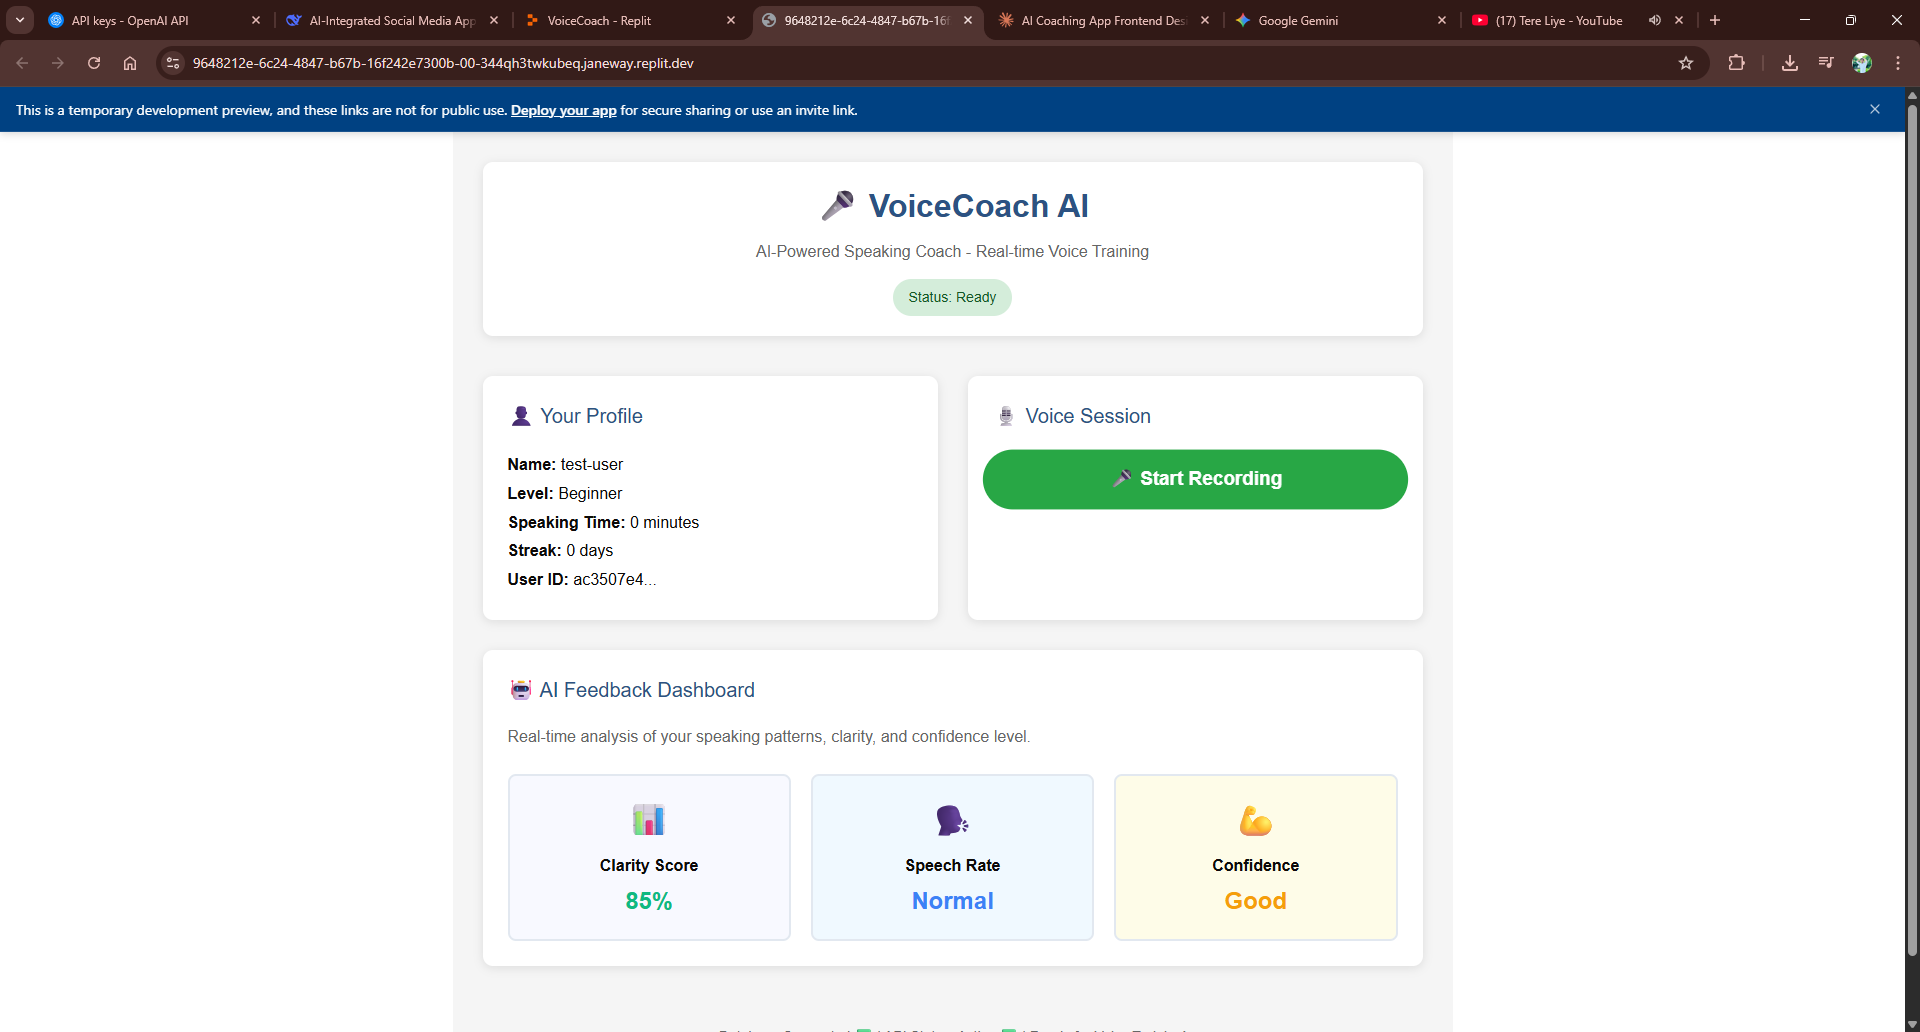 API keys - OpenAI API
AI-Integrated Social Media App
VoiceCoach - Replit
9648212e-6c24-4847-b67b-16f
AI Coaching App Frontend Des
Google Gemini
(17) Tere Liye - YouTube
9648212e-6c24-4847-b67b-16f242e7300b-00-344qh3twkubeq.janeway.replit.dev
This is a temporary development preview, and these links are not for public use. Deploy your app for secure sharing or use an invite link.
VoiceCoach AI
AI-Powered Speaking Coach - Real-time Voice Training
Status: Ready
Your Profile
Name: test-user
Level: Beginner
Speaking Time: 0 minutes
Streak: 0 days
User ID: ac3507e4...
Voice Session
Start Recording
AI Feedback Dashboard
Real-time analysis of your speaking patterns, clarity, and confidence level.
Clarity Score
85%
Speech Rate
Normal
Confidence
Good